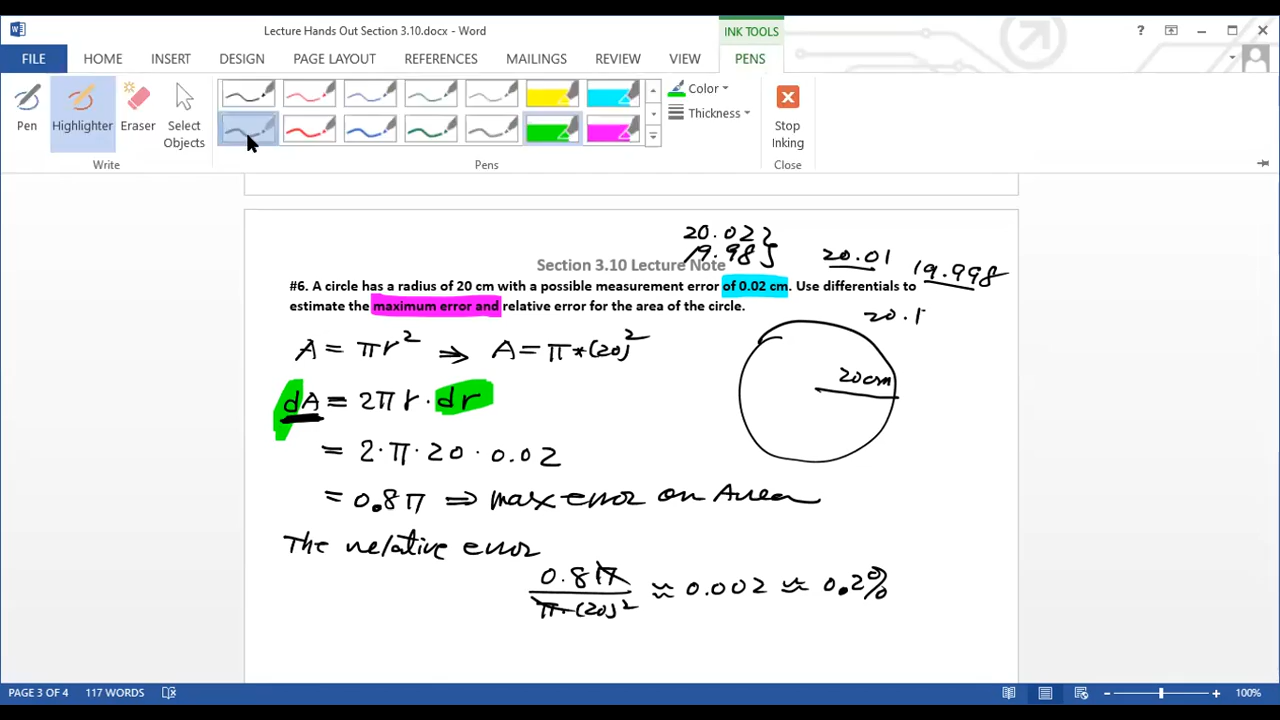 Lecture Hands Out Section 3.10.docx - Word
INK TOOLS
?
FILE HOME INSERT DESIGN PAGE LAYOUT REFERENCES MAILINGS REVIEW VIEW PENS
Pen Highlighter Eraser Select Objects
Color
Thickness
Stop Inking
Write Pens Close
20.02 }
19.98 }
20.01
19.998
20.1
Section 3.10 Lecture Note
#6. A circle has a radius of 20 cm with a possible measurement error of 0.02 cm. Use differentials to
estimate the maximum error and relative error for the area of the circle.
A = πr² ⇒ A = π*(20)²
20cm
dA = 2πr · dr
= 2·π·20 · 0.02
= 0.8π ⇒ max error on Area
The relative error
0.8π / π·(20)² ≈ 0.002 ≈ 0.2%
PAGE 3 OF 4 117 WORDS 100%